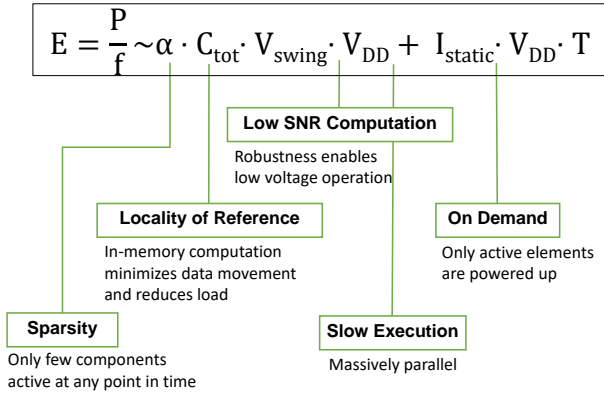 E = P/f ~α · C_tot · V_swing · V_DD + I_static · V_DD · T
Low SNR Computation
Robustness enables
low voltage operation
Locality of Reference
In-memory computation
minimizes data movement
and reduces load
On Demand
Only active elements
are powered up
Sparsity
Only few components
active at any point in time
Slow Execution
Massively parallel